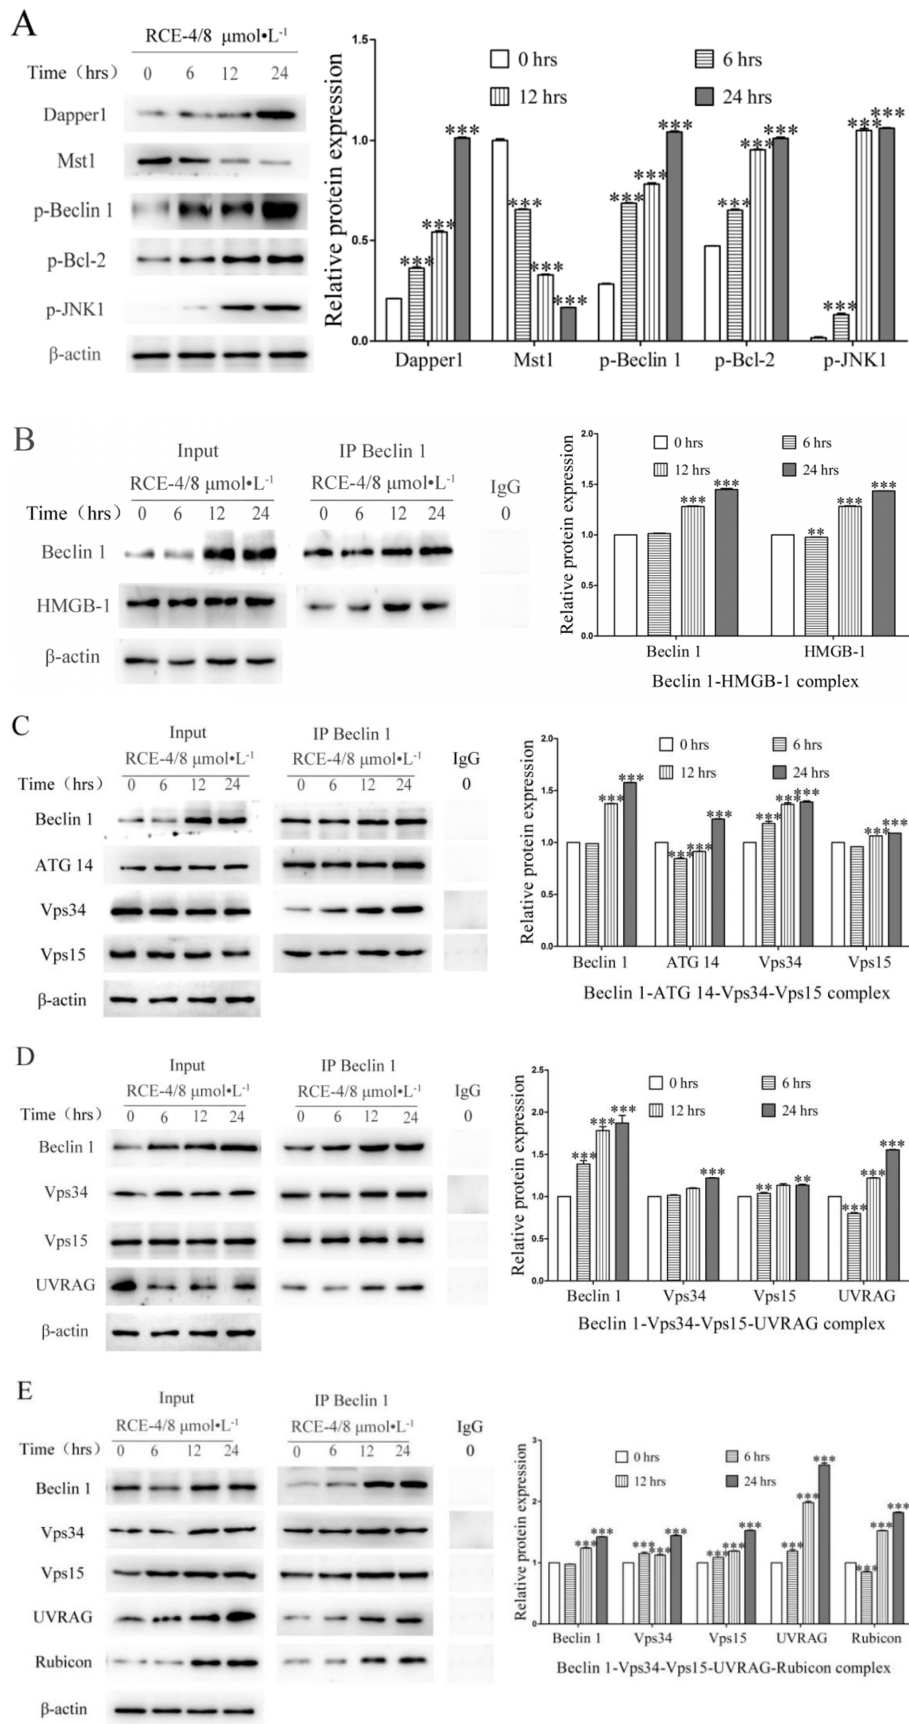 A
RCE-4/8 μmol•L-1
Time（hrs） 0 6 12 24
Dapper1
Mst1
p-Beclin 1
p-Bcl-2
p-JNK1
β-actin
Relative protein expression
1.5
1.0
0.5
0.0
0 hrs
6 hrs
12 hrs
24 hrs
*** *** ***
*** *** ***
*** *** ***
*** *** ***
*** *** ***
Dapper1 Mst1 p-Beclin 1 p-Bcl-2 p-JNK1
B
Input
IP Beclin 1
RCE-4/8 μmol•L-1
RCE-4/8 μmol•L-1
IgG
Time (hrs) 0 6 12 24
0 6 12 24
0
Beclin 1
HMGB-1
β-actin
Relative protein expression
2.0
1.5
1.0
0.5
0.0
0 hrs
6 hrs
12 hrs
24 hrs
*** ***
** *** ***
Beclin 1 HMGB-1
Beclin 1-HMGB-1 complex
C
Input
IP Beclin 1
RCE-4/8 μmol•L-1
RCE-4/8 μmol•L-1
IgG
Time（hrs） 0 6 12 24
0 6 12 24
0
Beclin 1
ATG 14
Vps34
Vps15
β-actin
Relative protein expression
2.0
1.5
1.0
0.5
0.0
0 hrs
6 hrs
12 hrs
24 hrs
*** ***
*** *** ***
*** *** ***
*** ***
Beclin 1 ATG 14 Vps34 Vps15
Beclin 1-ATG 14-Vps34-Vps15 complex
D
Input
IP Beclin 1
RCE-4/8 μmol•L-1
RCE-4/8 μmol•L-1
IgG
Time（hrs） 0 6 12 24
0 6 12 24
0
Beclin 1
Vps34
Vps15
UVRAG
β-actin
Relative protein expression
2.5
2.0
1.5
1.0
0.5
0.0
0 hrs
6 hrs
12 hrs
24 hrs
*** *** ***
***
** **
*** *** ***
Beclin 1 Vps34 Vps15 UVRAG
Beclin 1-Vps34-Vps15-UVRAG complex
E
Input
IP Beclin 1
RCE-4/8 μmol•L-1
RCE-4/8 μmol•L-1
IgG
Time（hrs） 0 6 12 24
0 6 12 24
0
Beclin 1
Vps34
Vps15
UVRAG
Rubicon
β-actin
Relative protein expression
3
2
1
0
0 hrs
6 hrs
12 hrs
24 hrs
*** ***
*** *** ***
*** *** ***
*** *** ***
*** *** ***
Beclin 1 Vps34 Vps15 UVRAG Rubicon
Beclin 1-Vps34-Vps15-UVRAG-Rubicon complex